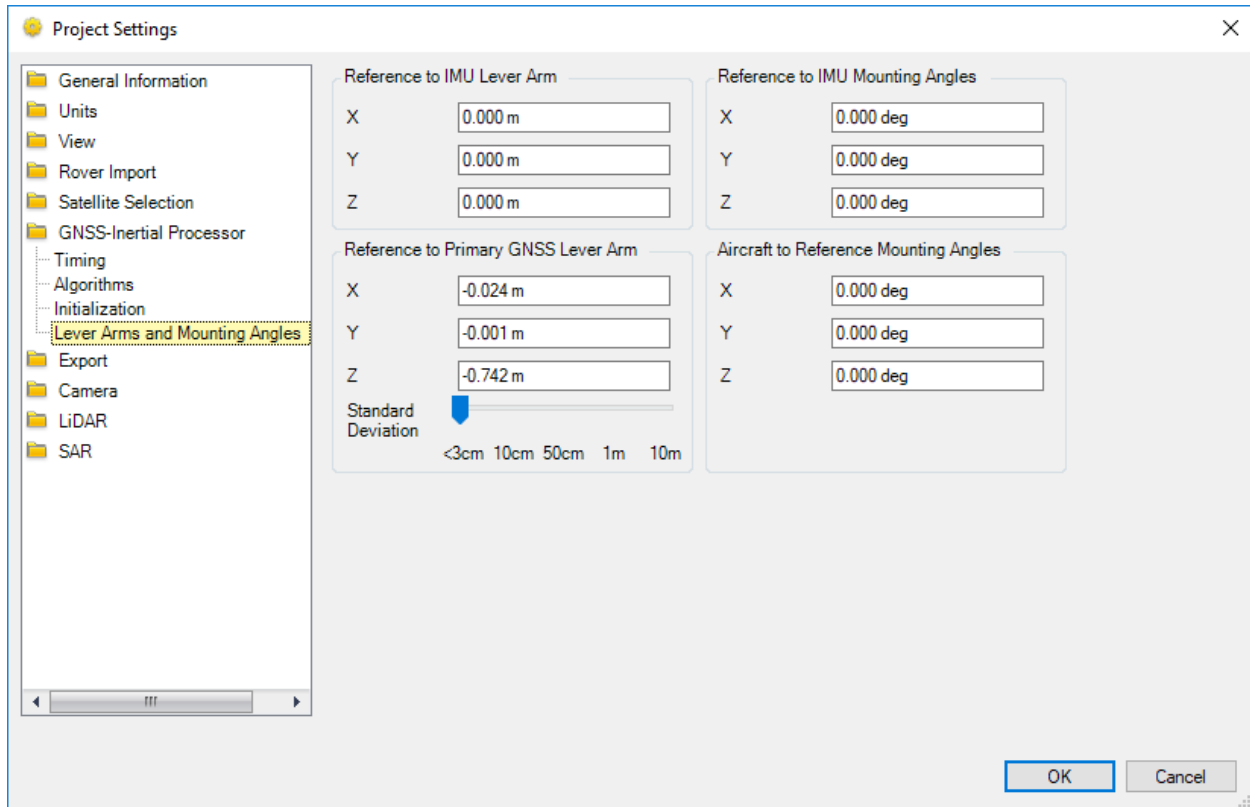 Project Settings
General Information
Units
View
Rover Import
Satellite Selection
GNSS-Inertial Processor
Timing
Algorithms
Initialization
Lever Arms and Mounting Angles
Export
Camera
LiDAR
SAR
Reference to IMU Lever Arm
X 0.000 m
Y 0.000 m
Z 0.000 m
Reference to IMU Mounting Angles
X 0.000 deg
Y 0.000 deg
Z 0.000 deg
Reference to Primary GNSS Lever Arm
X -0.024 m
Y -0.001 m
Z -0.742 m
Standard
Deviation
<3cm 10cm 50cm 1m 10m
Aircraft to Reference Mounting Angles
X 0.000 deg
Y 0.000 deg
Z 0.000 deg
OK Cancel